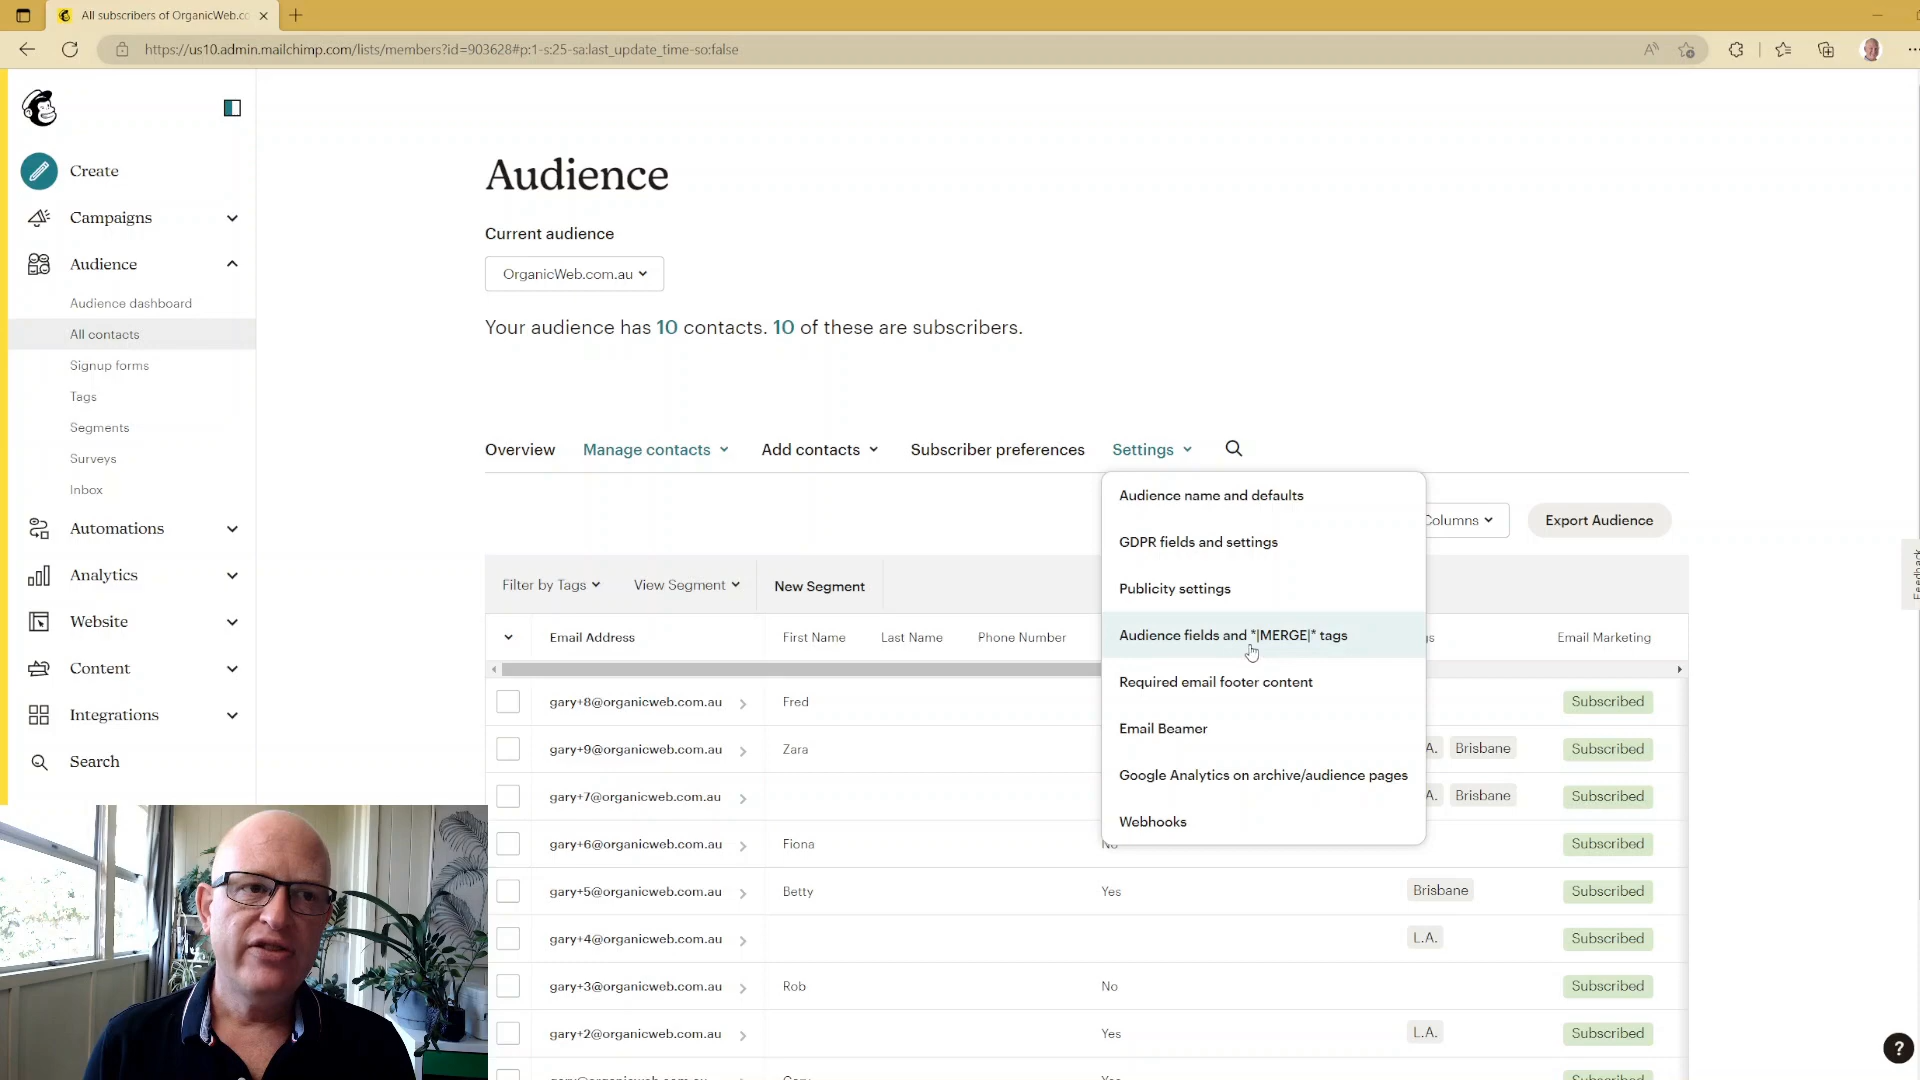 All subscribers of OrganicWeb.co
https://us10.admin.mailchimp.com/lists/members?id=903628#p:1-s:25-sa:last_update_time-so:false
Create
Campaigns
Audience
Audience dashboard
All contacts
Signup forms
Tags
Segments
Surveys
Inbox
Automations
Analytics
Website
Content
Integrations
Search
Audience
Current audience
OrganicWeb.com.au
Your audience has 10 contacts. 10 of these are subscribers.
Overview Manage contacts Add contacts Subscriber preferences Settings
Audience name and defaults
GDPR fields and settings
Publicity settings
Audience fields and *|MERGE|* tags
Required email footer content
Email Beamer
Google Analytics on archive/audience pages
Webhooks
Columns Export Audience
Filter by Tags View Segment New Segment
Email Address First Name Last Name Phone Number Email Marketing
gary+8@organicweb.com.au Fred Subscribed
gary+9@organicweb.com.au Zara A. Brisbane Subscribed
gary+7@organicweb.com.au A. Brisbane Subscribed
gary+6@organicweb.com.au Fiona No Subscribed
gary+5@organicweb.com.au Betty Yes Brisbane Subscribed
gary+4@organicweb.com.au L.A. Subscribed
gary+3@organicweb.com.au Rob No Subscribed
gary+2@organicweb.com.au Yes L.A. Subscribed
Feedback
?